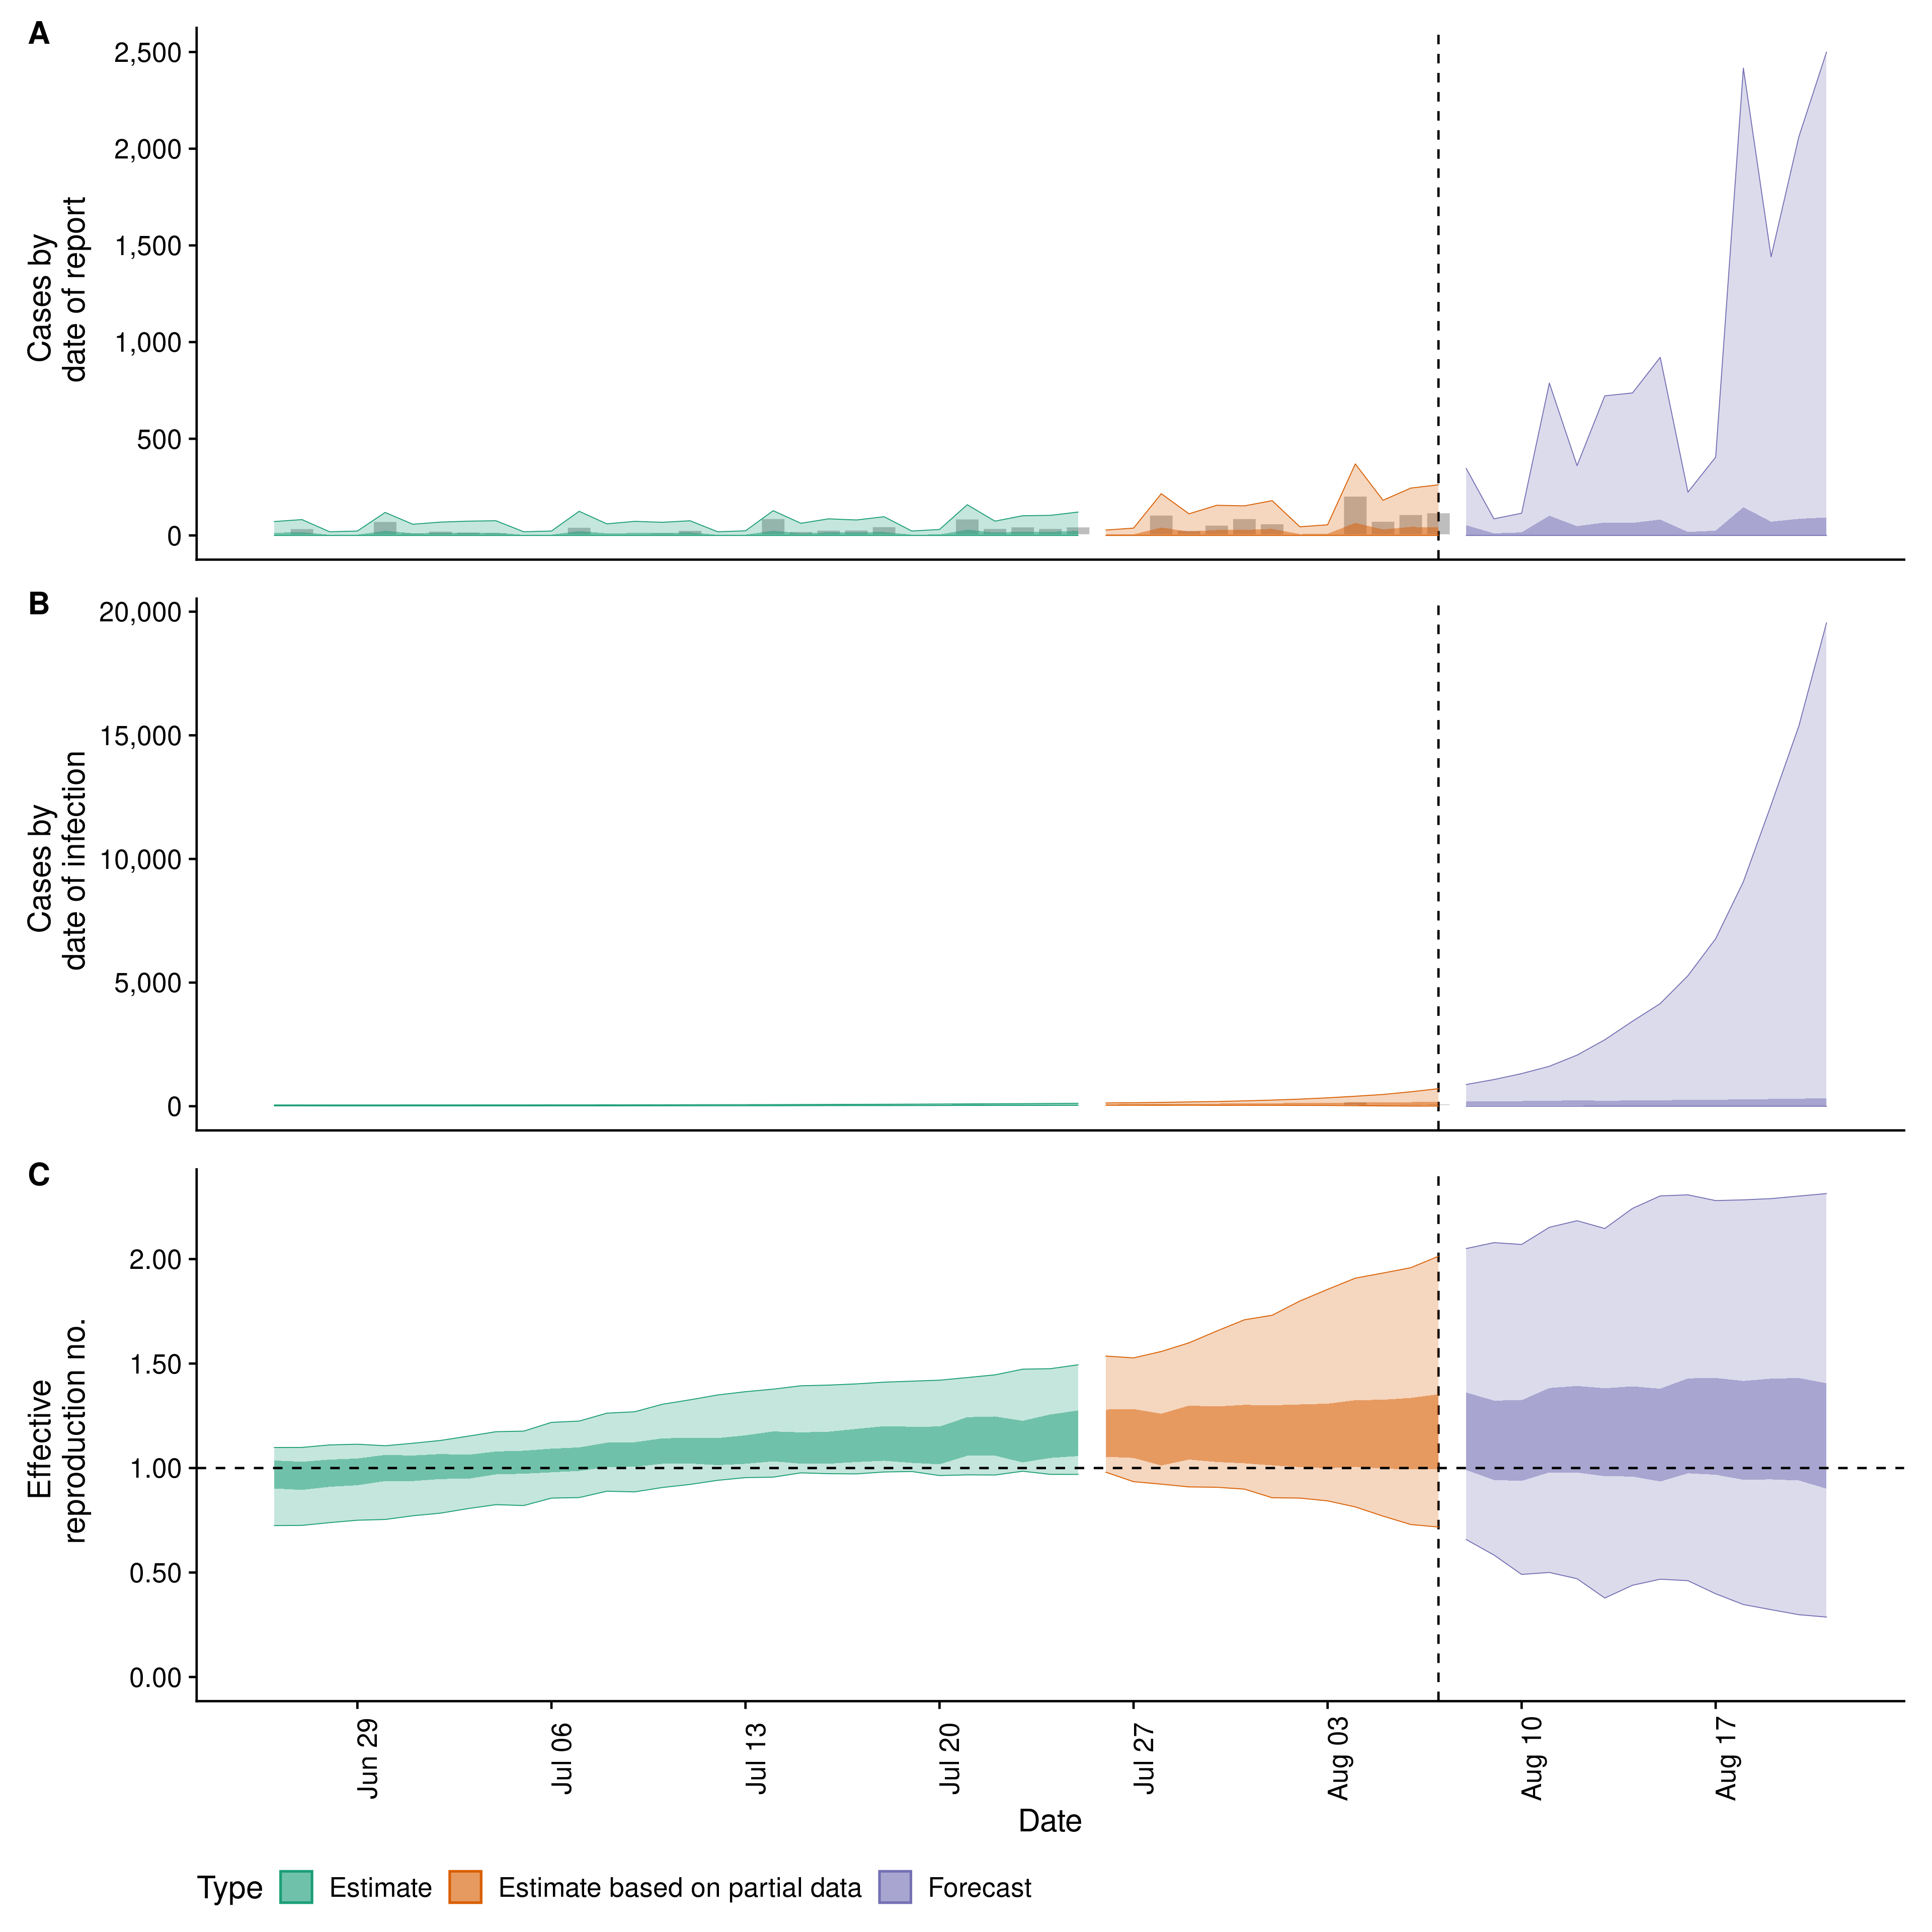 A
2,500
2,000
1,500
1,000
500
0
Cases by
date of report
B
20,000
15,000
10,000
5,000
0
Cases by
date of infection
C
2.00
1.50
1.00
0.50
0.00
Effective
reproduction no.
Jun 29
Jul 06
Jul 13
Jul 20
Jul 27
Aug 03
Aug 10
Aug 17
Date
Type Estimate Estimate based on partial data Forecast